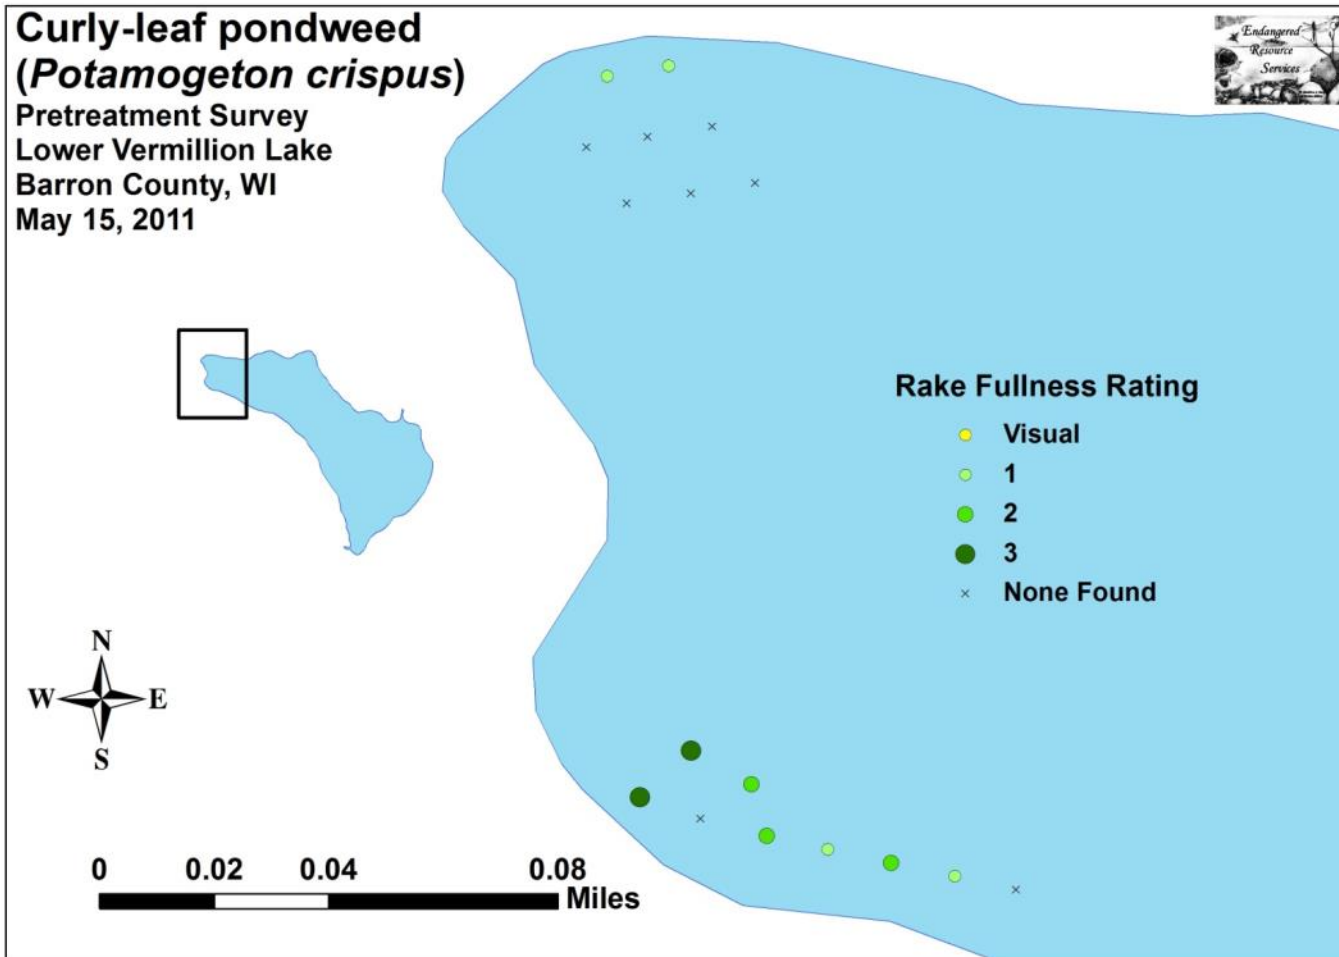 Curly-leaf pondweed
(Potamogeton crispus)
Pretreatment Survey
Lower Vermillion Lake
Barron County, WI
May 15, 2011
Endangered
Resource
Services
Rake Fullness Rating
Visual
1
2
3
None Found
N
W E
S
0 0.02 0.04 0.08
Miles